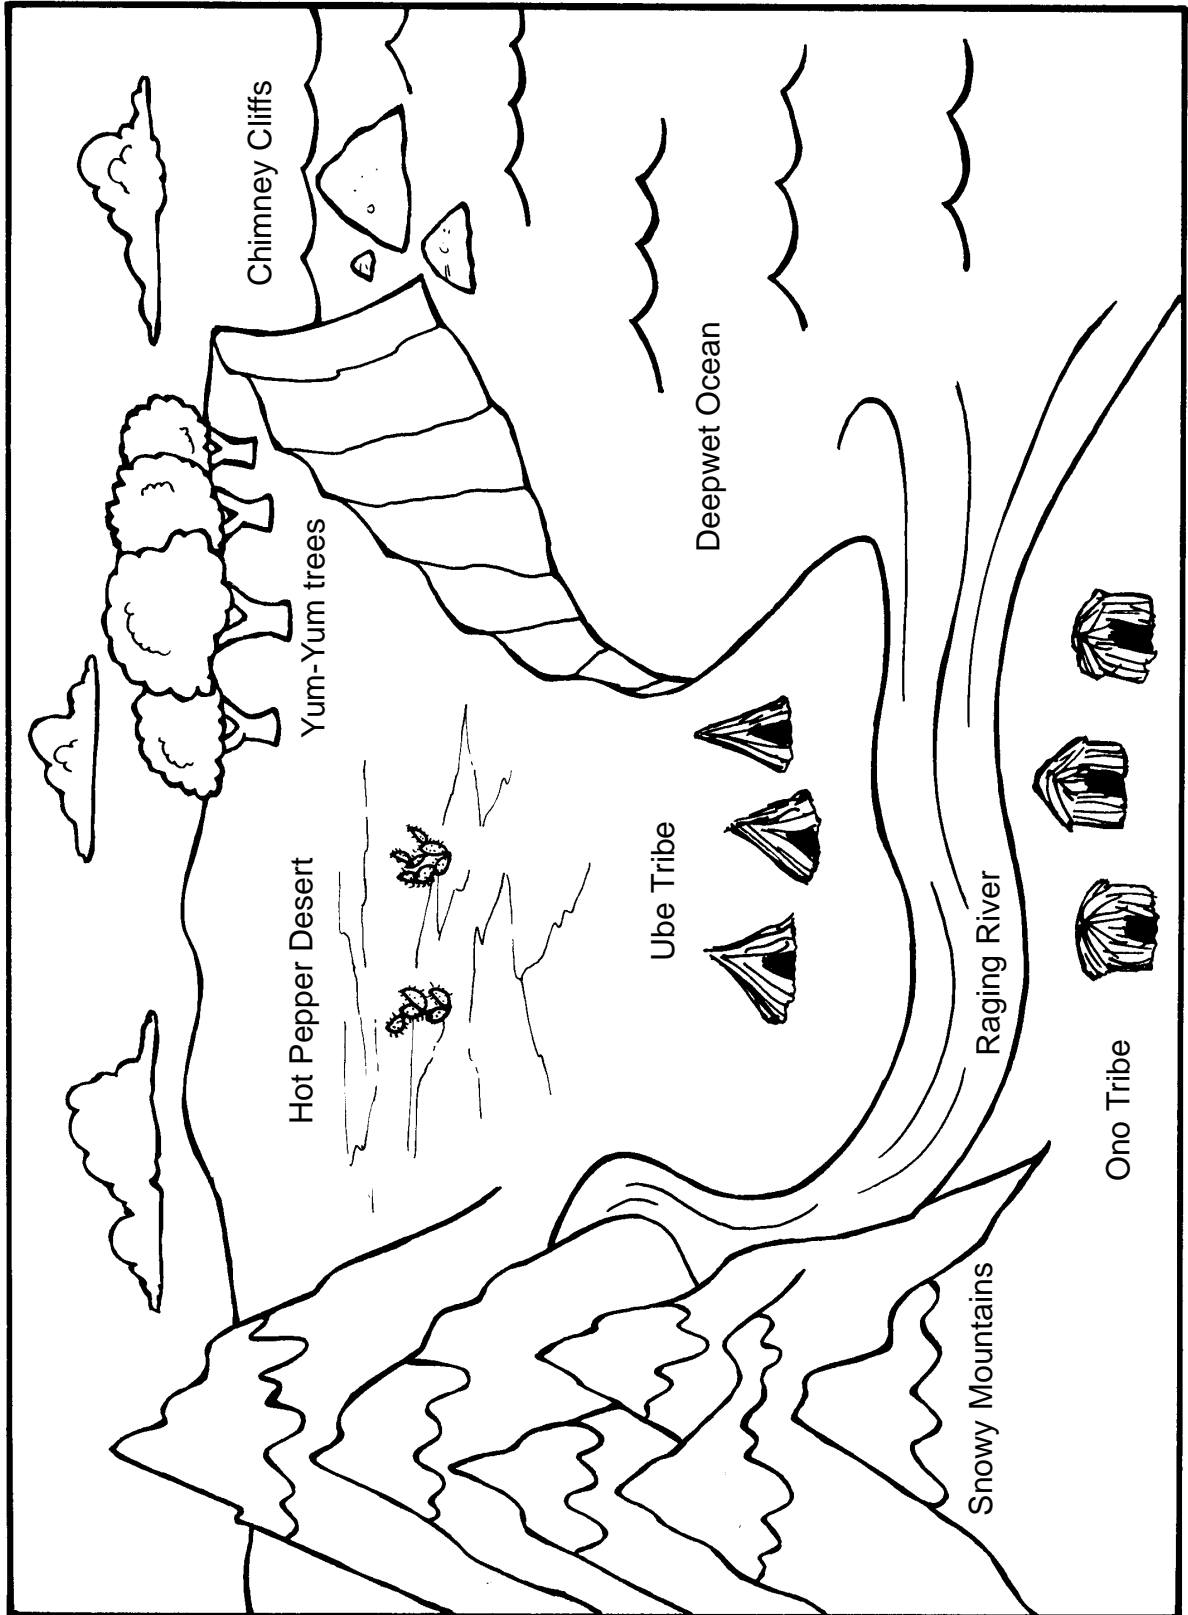 Chimney Cliffs
Yum-Yum trees
Hot Pepper Desert
Deepwet Ocean
Ube Tribe
Raging River
Snowy Mountains
Ono Tribe